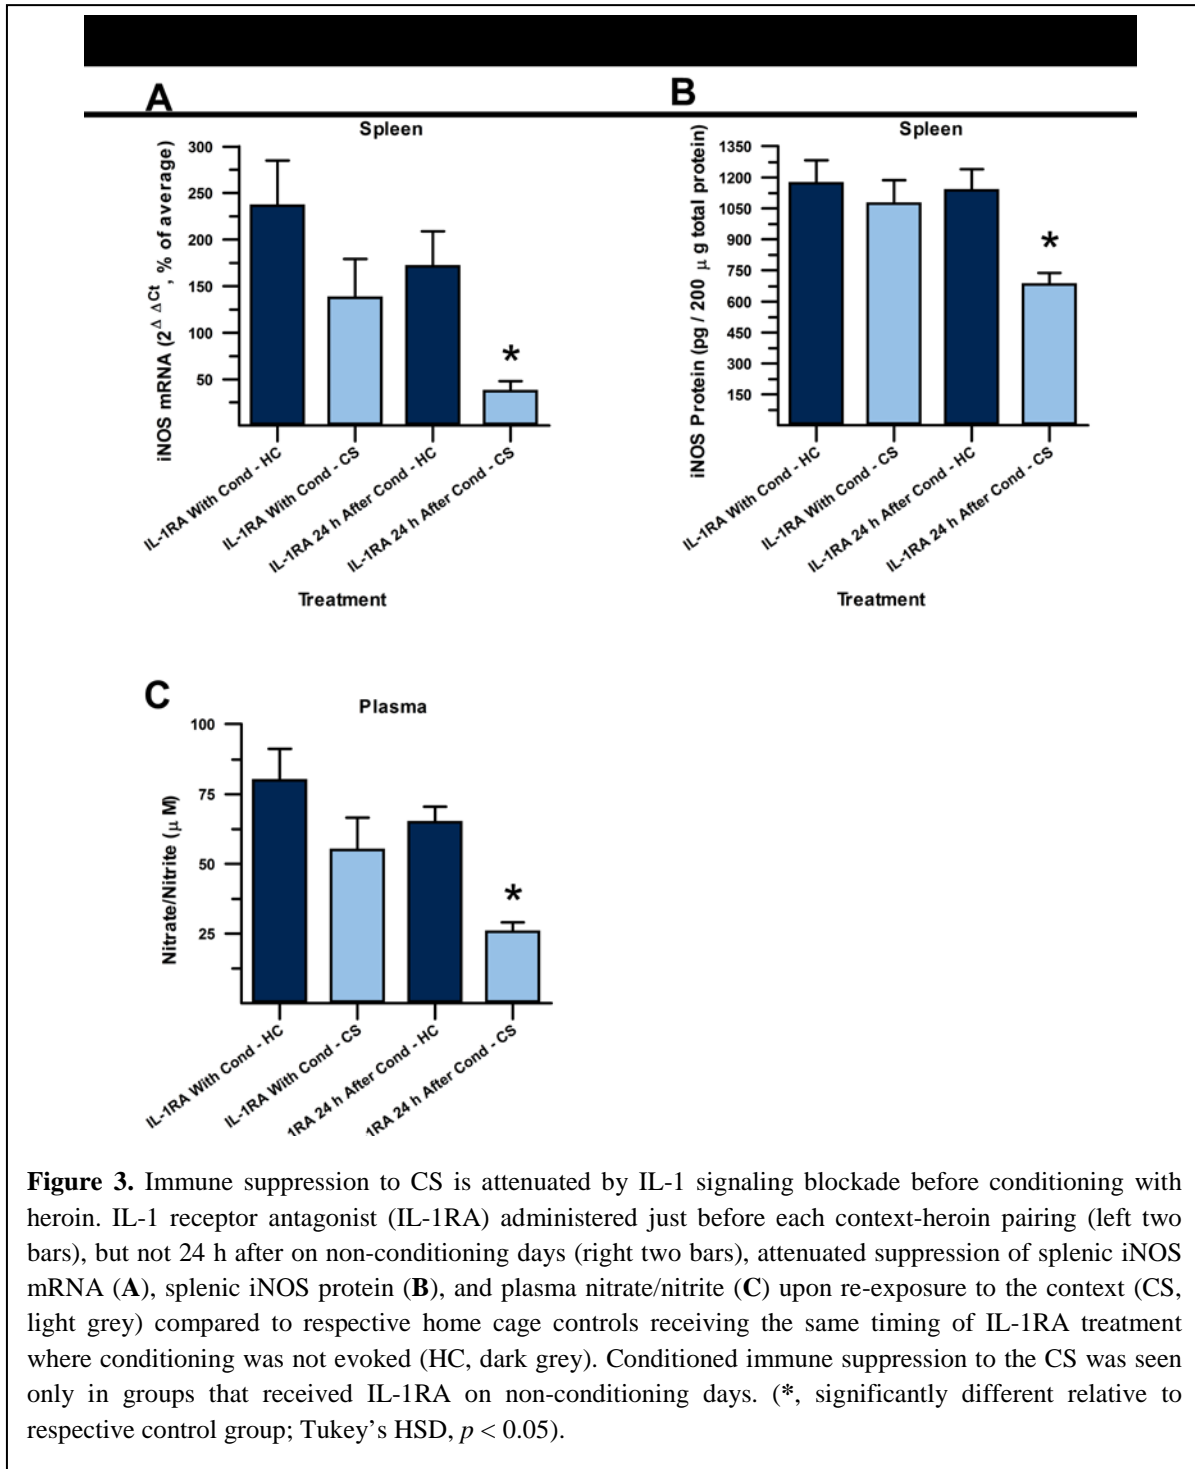 A
B
Spleen
Spleen
iNOS mRNA (2^Δ Δ Ct, % of average)
300
250
200
150
100
50
*
IL-1RA With Cond - HC
IL-1RA With Cond - CS
IL-1RA 24 h After Cond - HC
IL-1RA 24 h After Cond - CS
Treatment
iNOS Protein (pg / 200 μ g total protein)
1350
1200
1050
900
750
600
450
300
150
*
IL-1RA With Cond - HC
IL-1RA With Cond - CS
IL-1RA 24 h After Cond - HC
IL-1RA 24 h After Cond - CS
Treatment
C
Plasma
Nitrate/Nitrite (μ M)
100
75
50
25
*
IL-1RA With Cond - HC
IL-1RA With Cond - CS
1RA 24 h After Cond - HC
1RA 24 h After Cond - CS
Figure 3. Immune suppression to CS is attenuated by IL-1 signaling blockade before conditioning with
heroin. IL-1 receptor antagonist (IL-1RA) administered just before each context-heroin pairing (left two
bars), but not 24 h after on non-conditioning days (right two bars), attenuated suppression of splenic iNOS
mRNA (A), splenic iNOS protein (B), and plasma nitrate/nitrite (C) upon re-exposure to the context (CS,
light grey) compared to respective home cage controls receiving the same timing of IL-1RA treatment
where conditioning was not evoked (HC, dark grey). Conditioned immune suppression to the CS was seen
only in groups that received IL-1RA on non-conditioning days. (*, significantly different relative to
respective control group; Tukey’s HSD, p < 0.05).